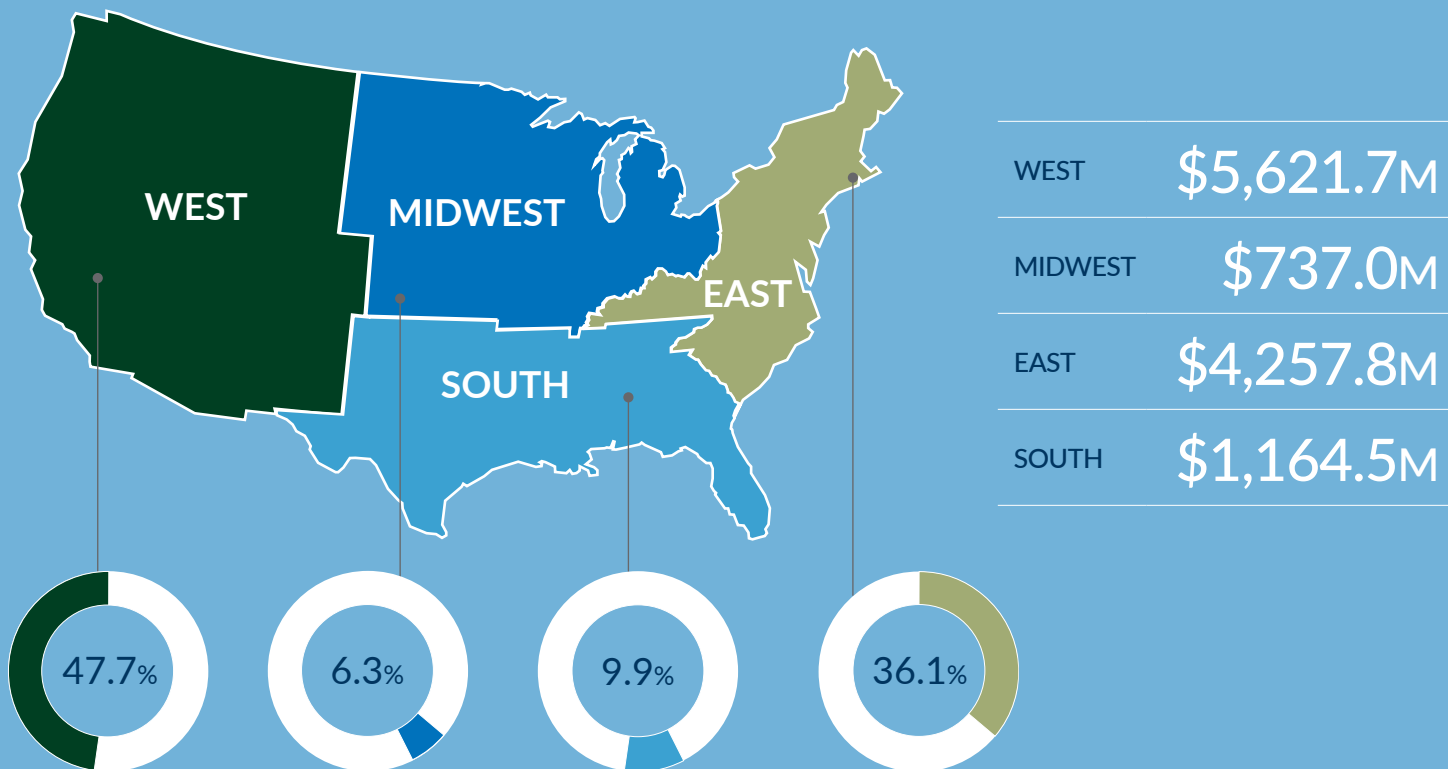 WEST
MIDWEST
EAST
SOUTH
WEST $5,621.7M
MIDWEST $737.0M
EAST $4,257.8M
SOUTH $1,164.5M
47.7%
6.3%
9.9%
36.1%